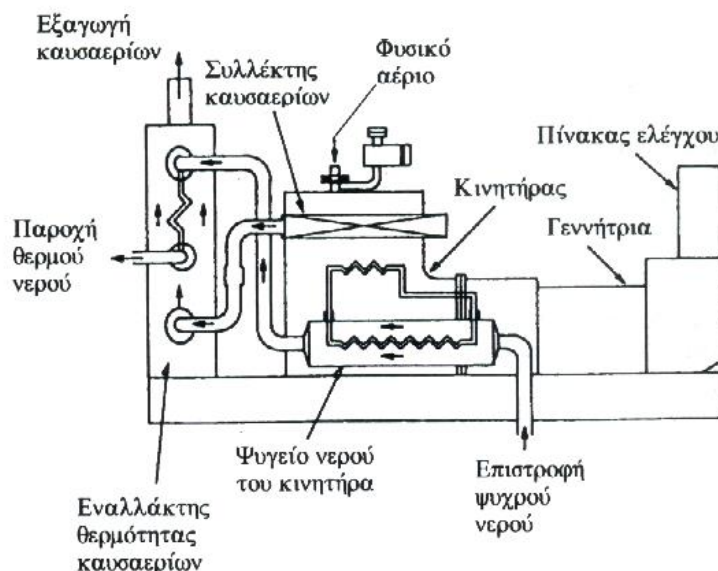 Εξαγωγή
καυσαερίων
Συλλέκτης
καυσαερίων
Φυσικό
αέριο
Πίνακας ελέγχου
Κινητήρας
Γεννήτρια
Παροχή
θερμού
νερού
Ψυγείο νερού
του κινητήρα
Επιστροφή
ψυχρού
νερού
Εναλλάκτης
θερμότητας
καυσαερίων